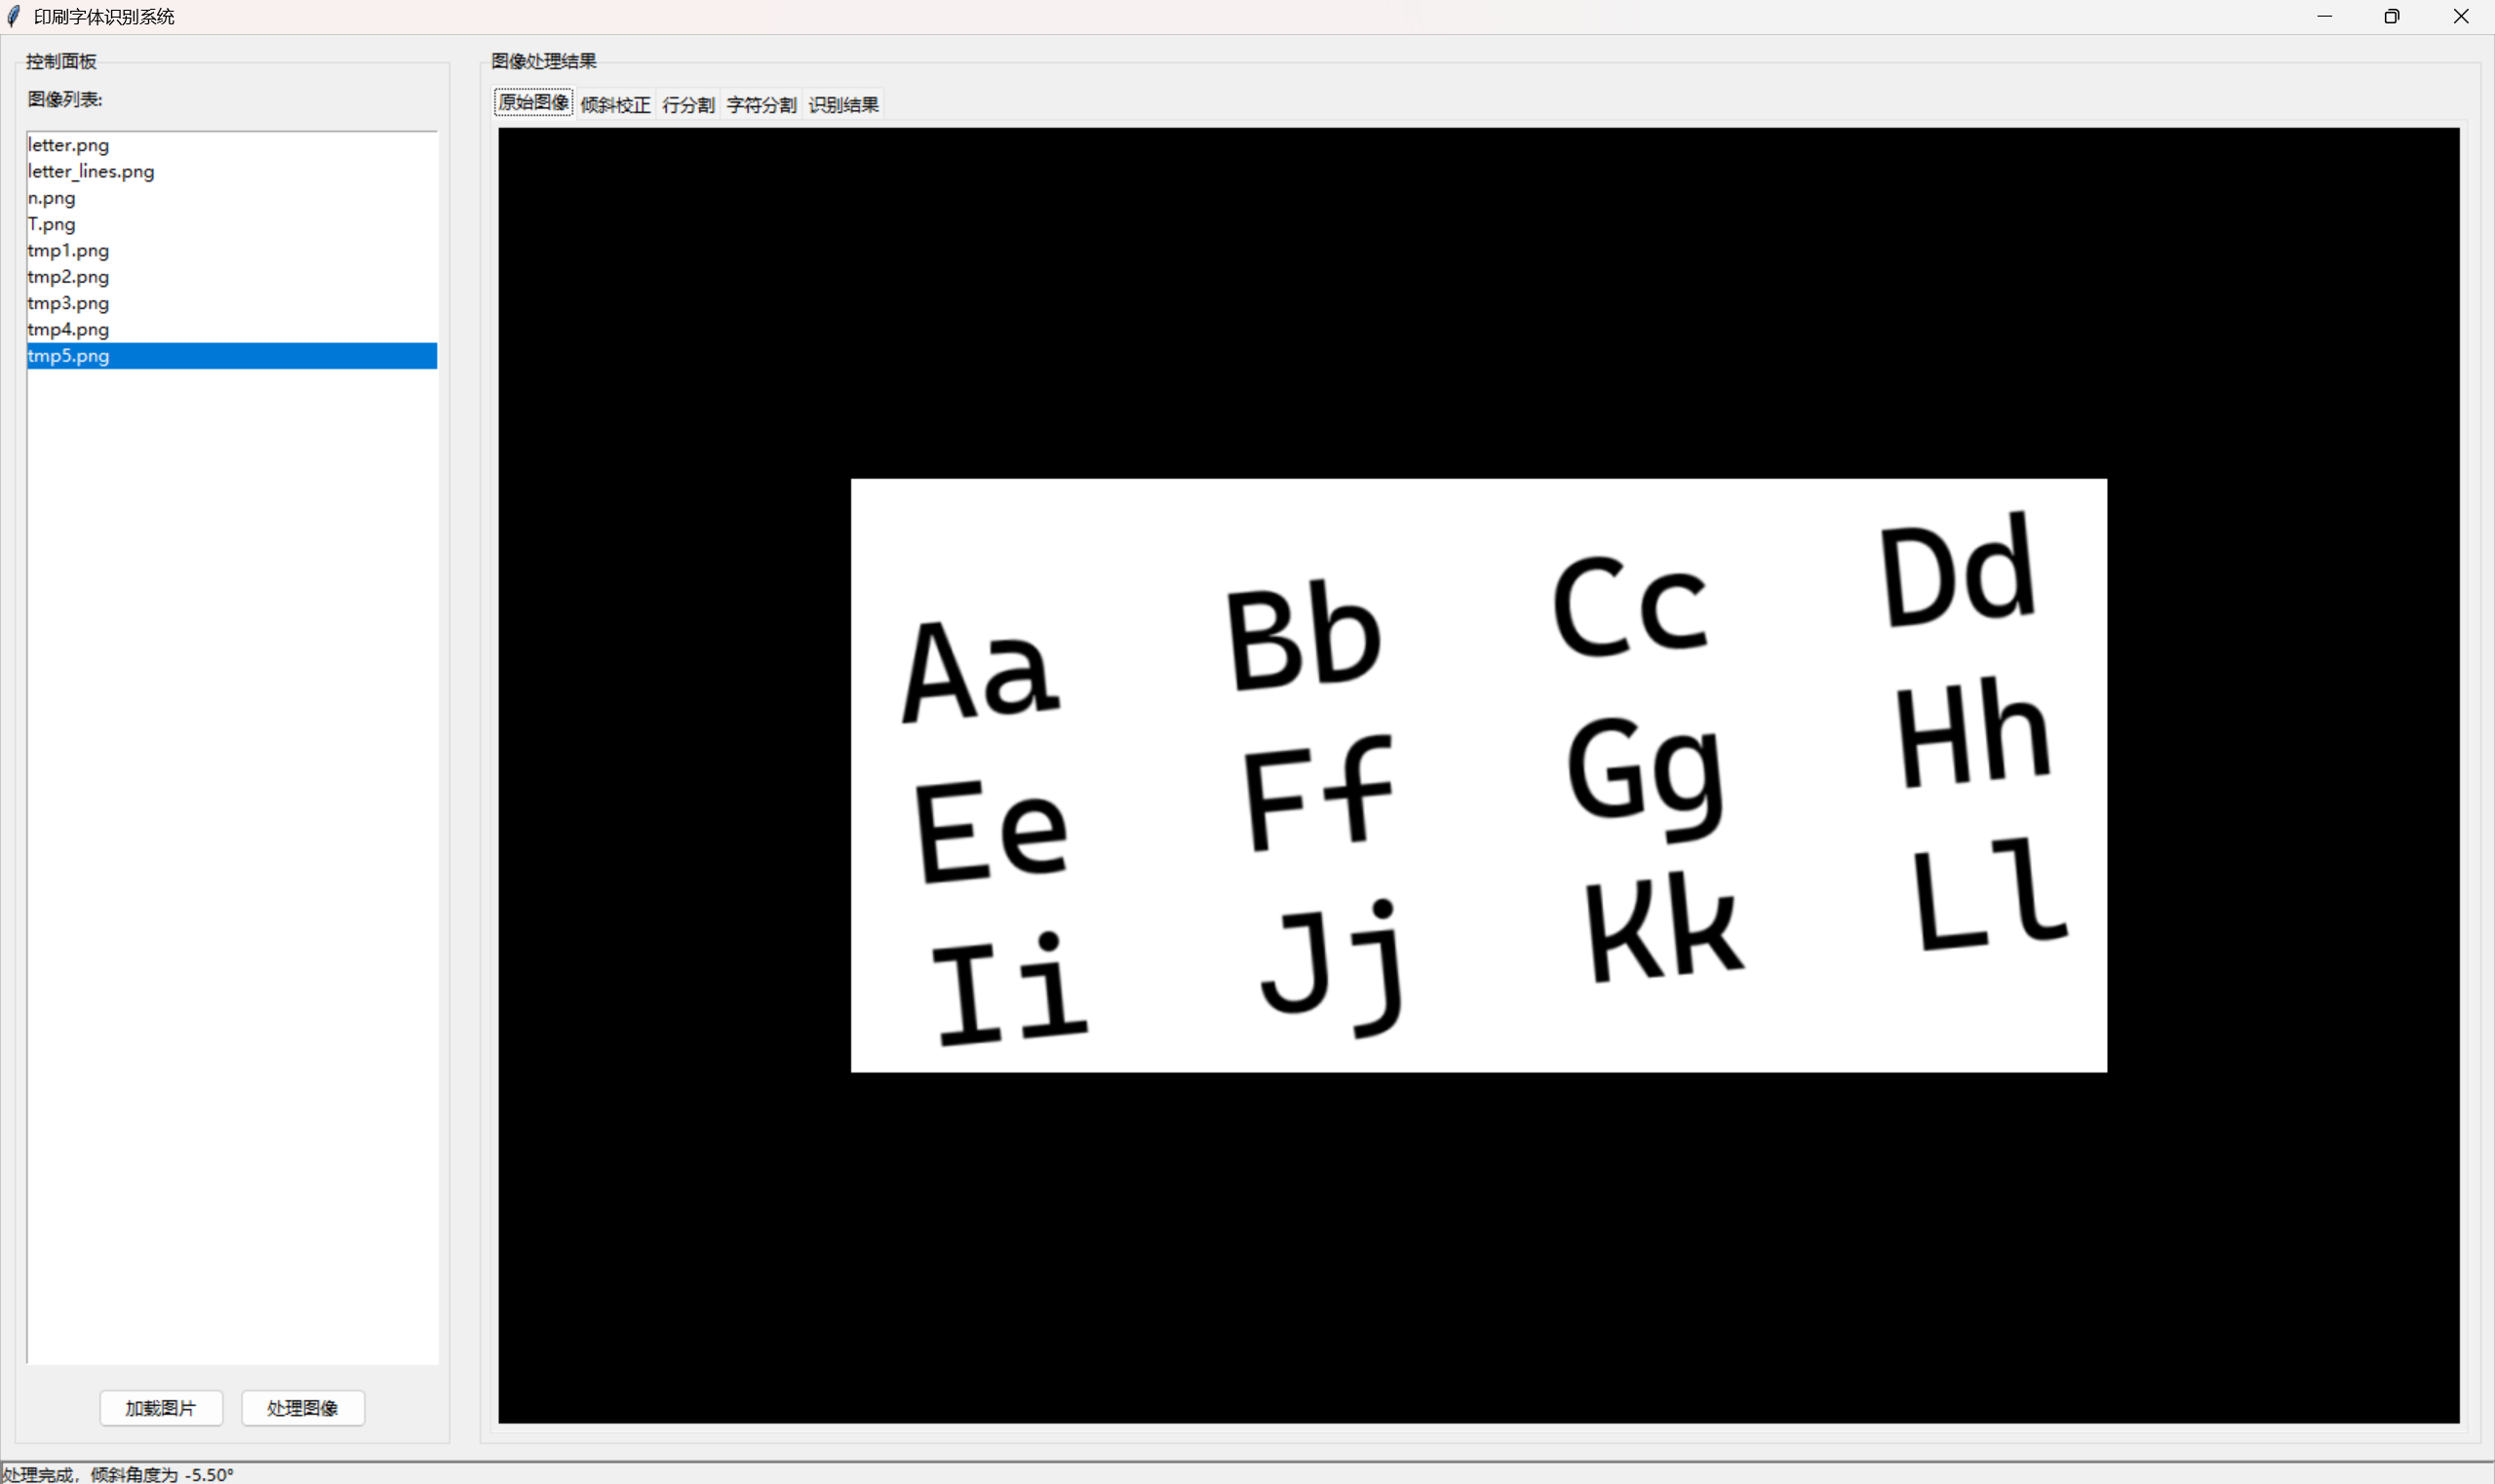 印刷字体识别系统
控制面板
图像列表:
letter.png
letter_lines.png
n.png
T.png
tmp1.png
tmp2.png
tmp3.png
tmp4.png
tmp5.png
加载图片 处理图像
图像处理结果
原始图像 倾斜校正 行分割 字符分割 识别结果
Aa Bb Cc Dd
Ee Ff Gg Hh
Ii Jj Kk Ll
处理完成，倾斜角度为 -5.50°